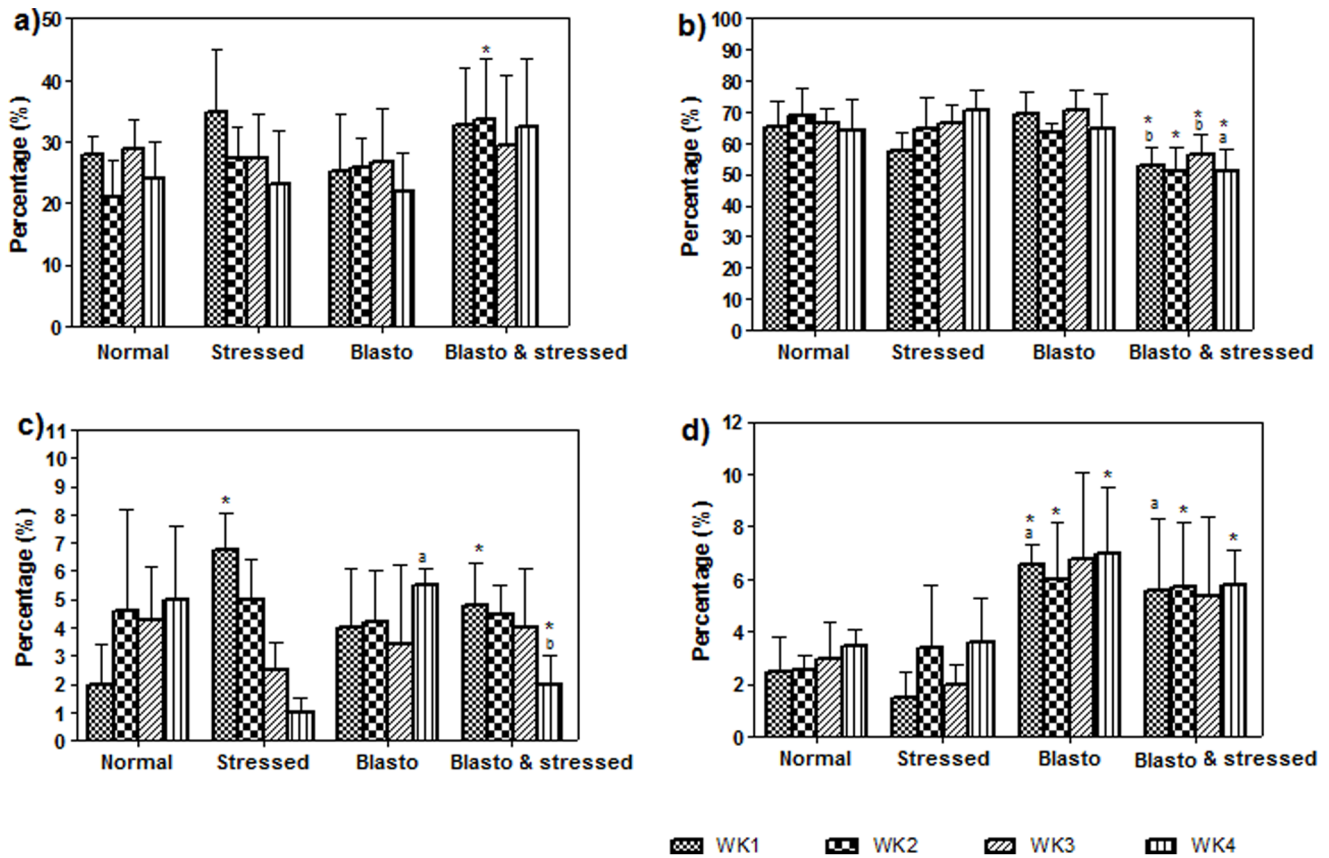 a)
Percentage (%)
50
40
30
20
10
0
*
Normal Stressed Blasto Blasto & stressed
b)
Percentage (%)
100
90
80
70
60
50
40
30
20
10
0
* * * *
b b a
Normal Stressed Blasto Blasto & stressed
c)
Percentage (%)
11
10
9
8
7
6
5
4
3
2
1
0
*
a
*
*
b
Normal Stressed Blasto Blasto & stressed
d)
Percentage (%)
12
10
8
6
4
2
0
*
a
*
*
a
*
*
Normal Stressed Blasto Blasto & stressed
WK1 WK2 WK3 WK4